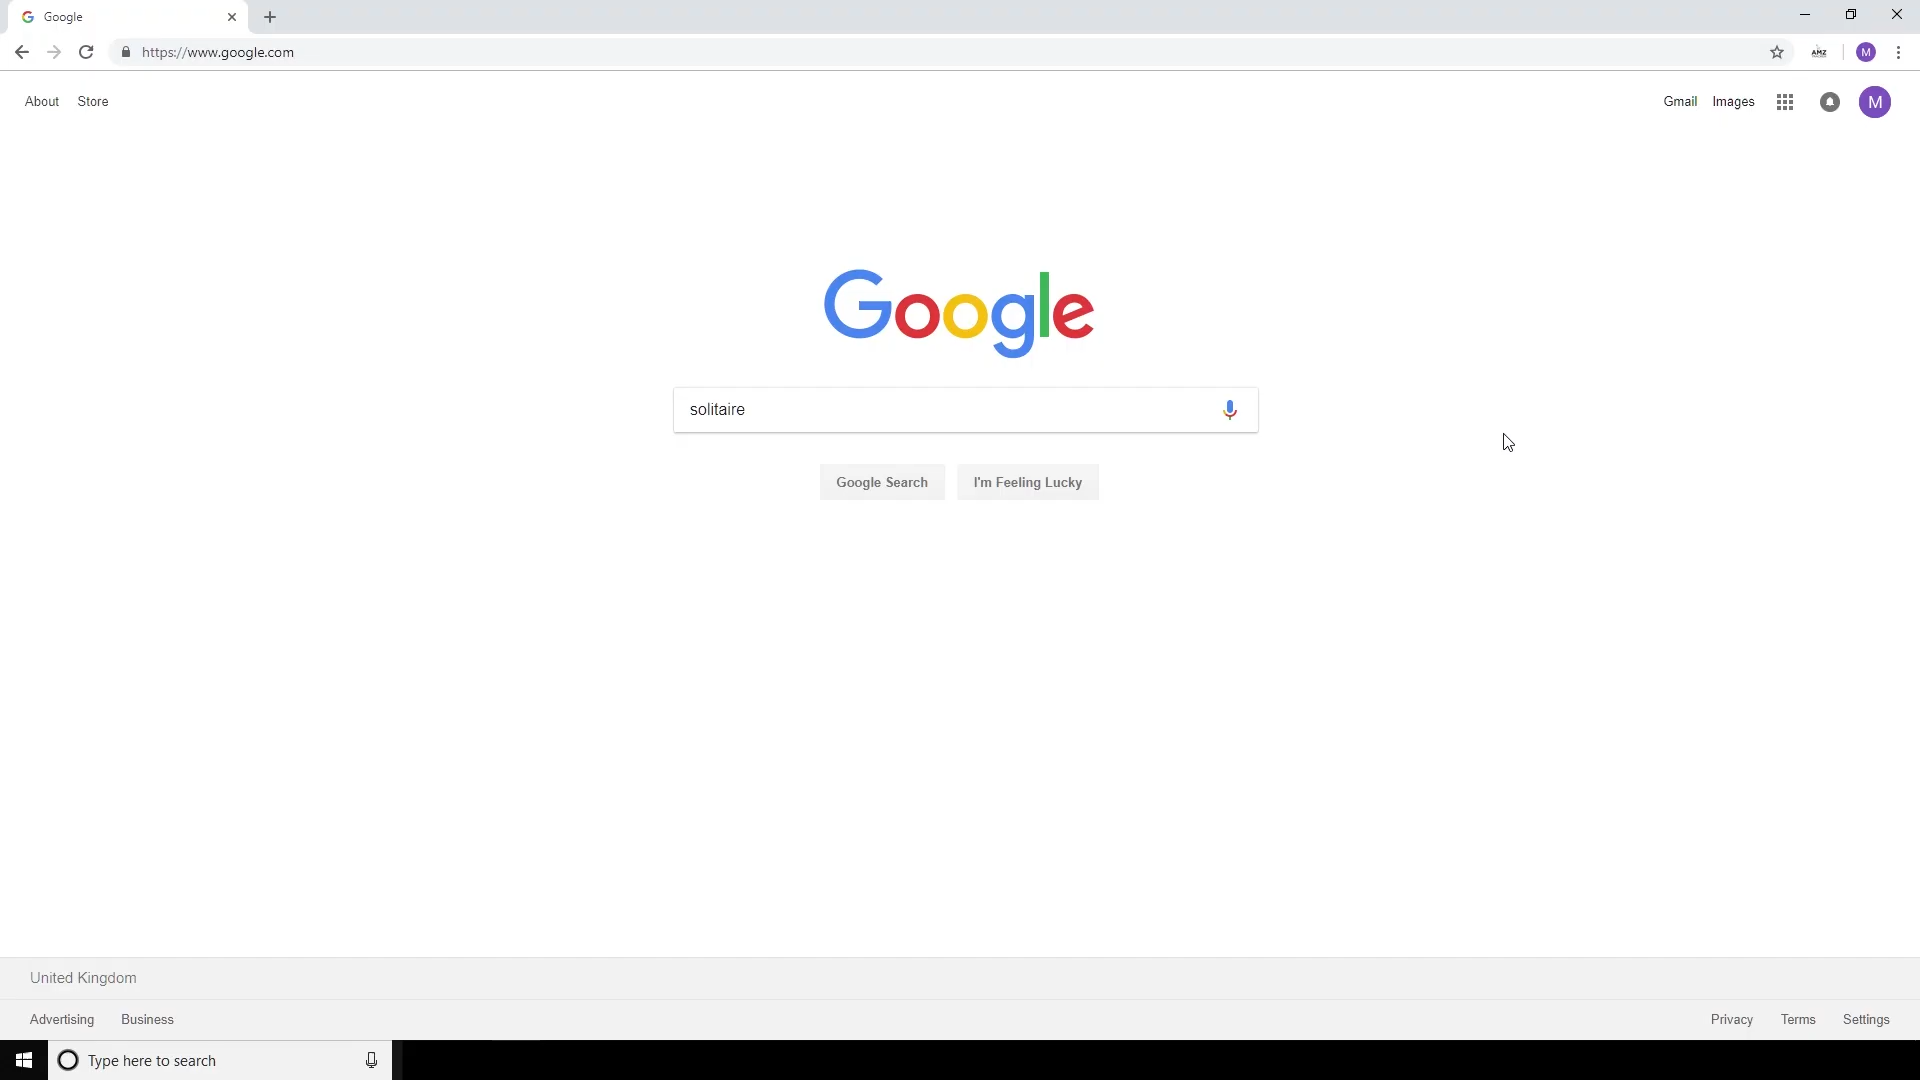 Google
https://www.google.com
AMZ
M
About Store
Gmail Images
M
Google
solitaire
Google Search I'm Feeling Lucky
United Kingdom
Advertising Business
Privacy Terms Settings
Type here to search